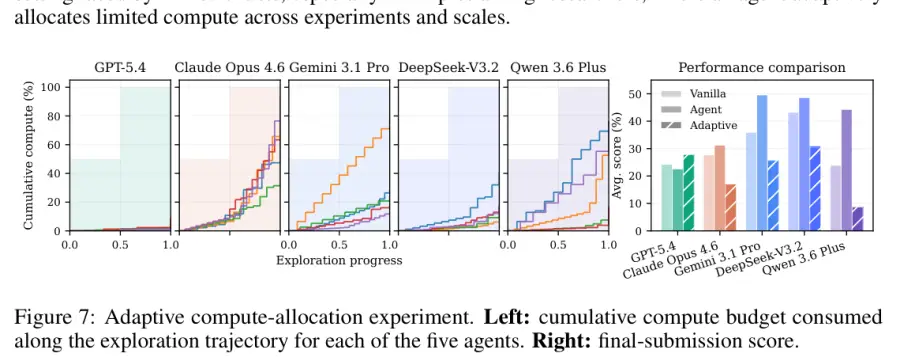 allocates limited compute across experiments and scales.
GPT-5.4 Claude Opus 4.6 Gemini 3.1 Pro DeepSeek-V3.2 Qwen 3.6 Plus Performance comparison
Cumulative compute (%)
100
80
60
40
20
0
0.0 0.5 1.0 0.5 0.0 0.5 1.0 0.5 0.0 0.5 1.0
Exploration progress
Avg. score (%)
50
40
30
20
10
0
Vanilla
Agent
Adaptive
GPT-5.4
Claude Opus 4.6
Gemini 3.1 Pro
DeepSeek-V3.2
Qwen 3.6 Plus
Figure 7: Adaptive compute-allocation experiment. Left: cumulative compute budget consumed
along the exploration trajectory for each of the five agents. Right: final-submission score.